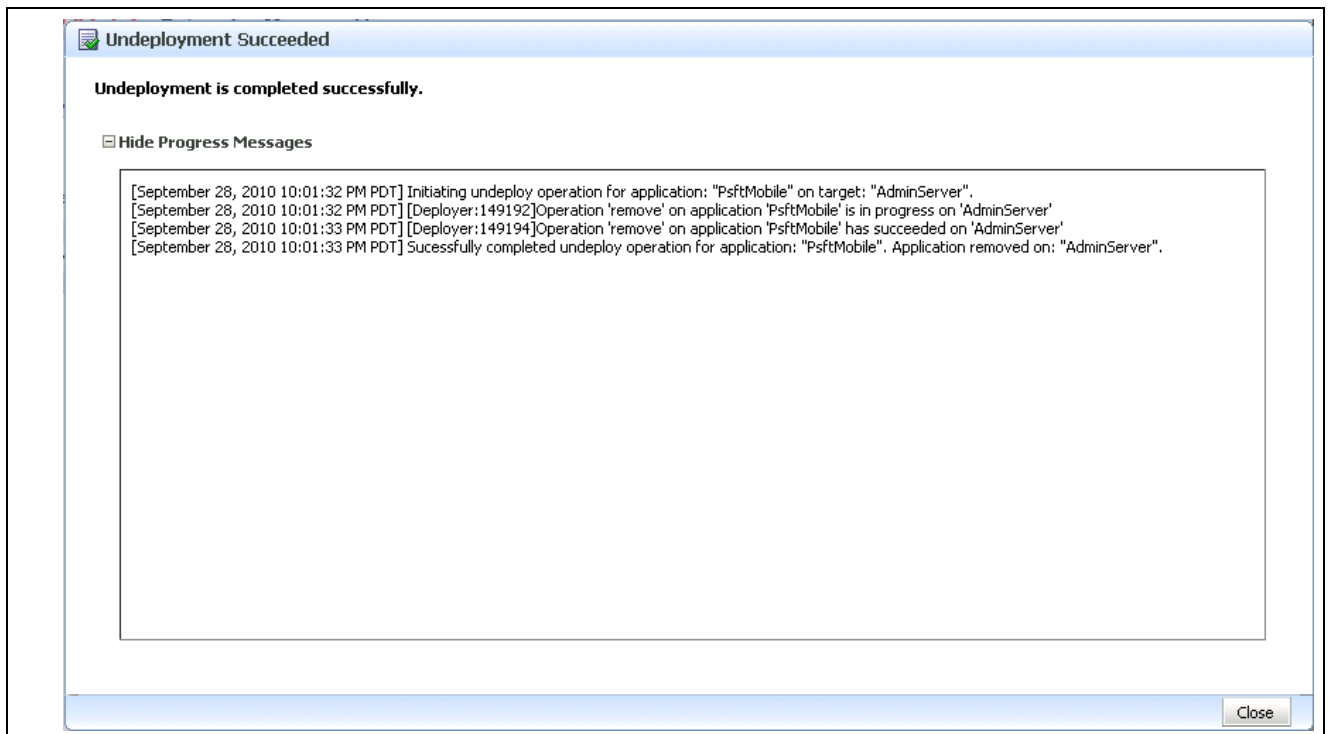 Undeployment Succeeded
Undeployment is completed successfully.
Hide Progress Messages
[September 28, 2010 10:01:32 PM PDT] Initiating undeploy operation for application: "PsftMobile" on target: "AdminServer".
[September 28, 2010 10:01:32 PM PDT] [Deployer:149192]Operation 'remove' on application 'PsftMobile' is in progress on 'AdminServer'
[September 28, 2010 10:01:33 PM PDT] [Deployer:149194]Operation 'remove' on application 'PsftMobile' has succeeded on 'AdminServer'
[September 28, 2010 10:01:33 PM PDT] Sucessfully completed undeploy operation for application: "PsftMobile". Application removed on: "AdminServer".
Close